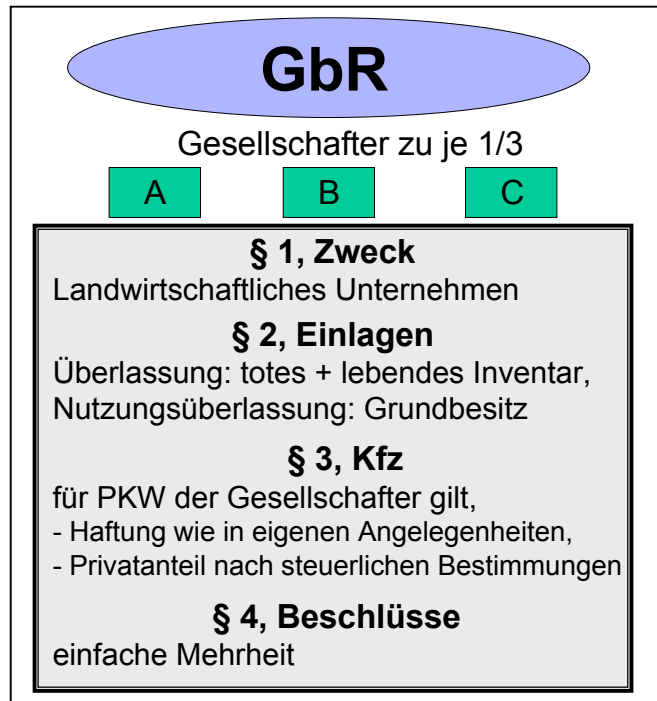 GbR
Gesellschafter zu je 1/3
A B C
§ 1, Zweck
Landwirtschaftliches Unternehmen
§ 2, Einlagen
Überlassung: totes + lebendes Inventar,
Nutzungsüberlassung: Grundbesitz
§ 3, Kfz
für PKW der Gesellschafter gilt,
- Haftung wie in eigenen Angelegenheiten,
- Privatanteil nach steuerlichen Bestimmungen
§ 4, Beschlüsse
einfache Mehrheit